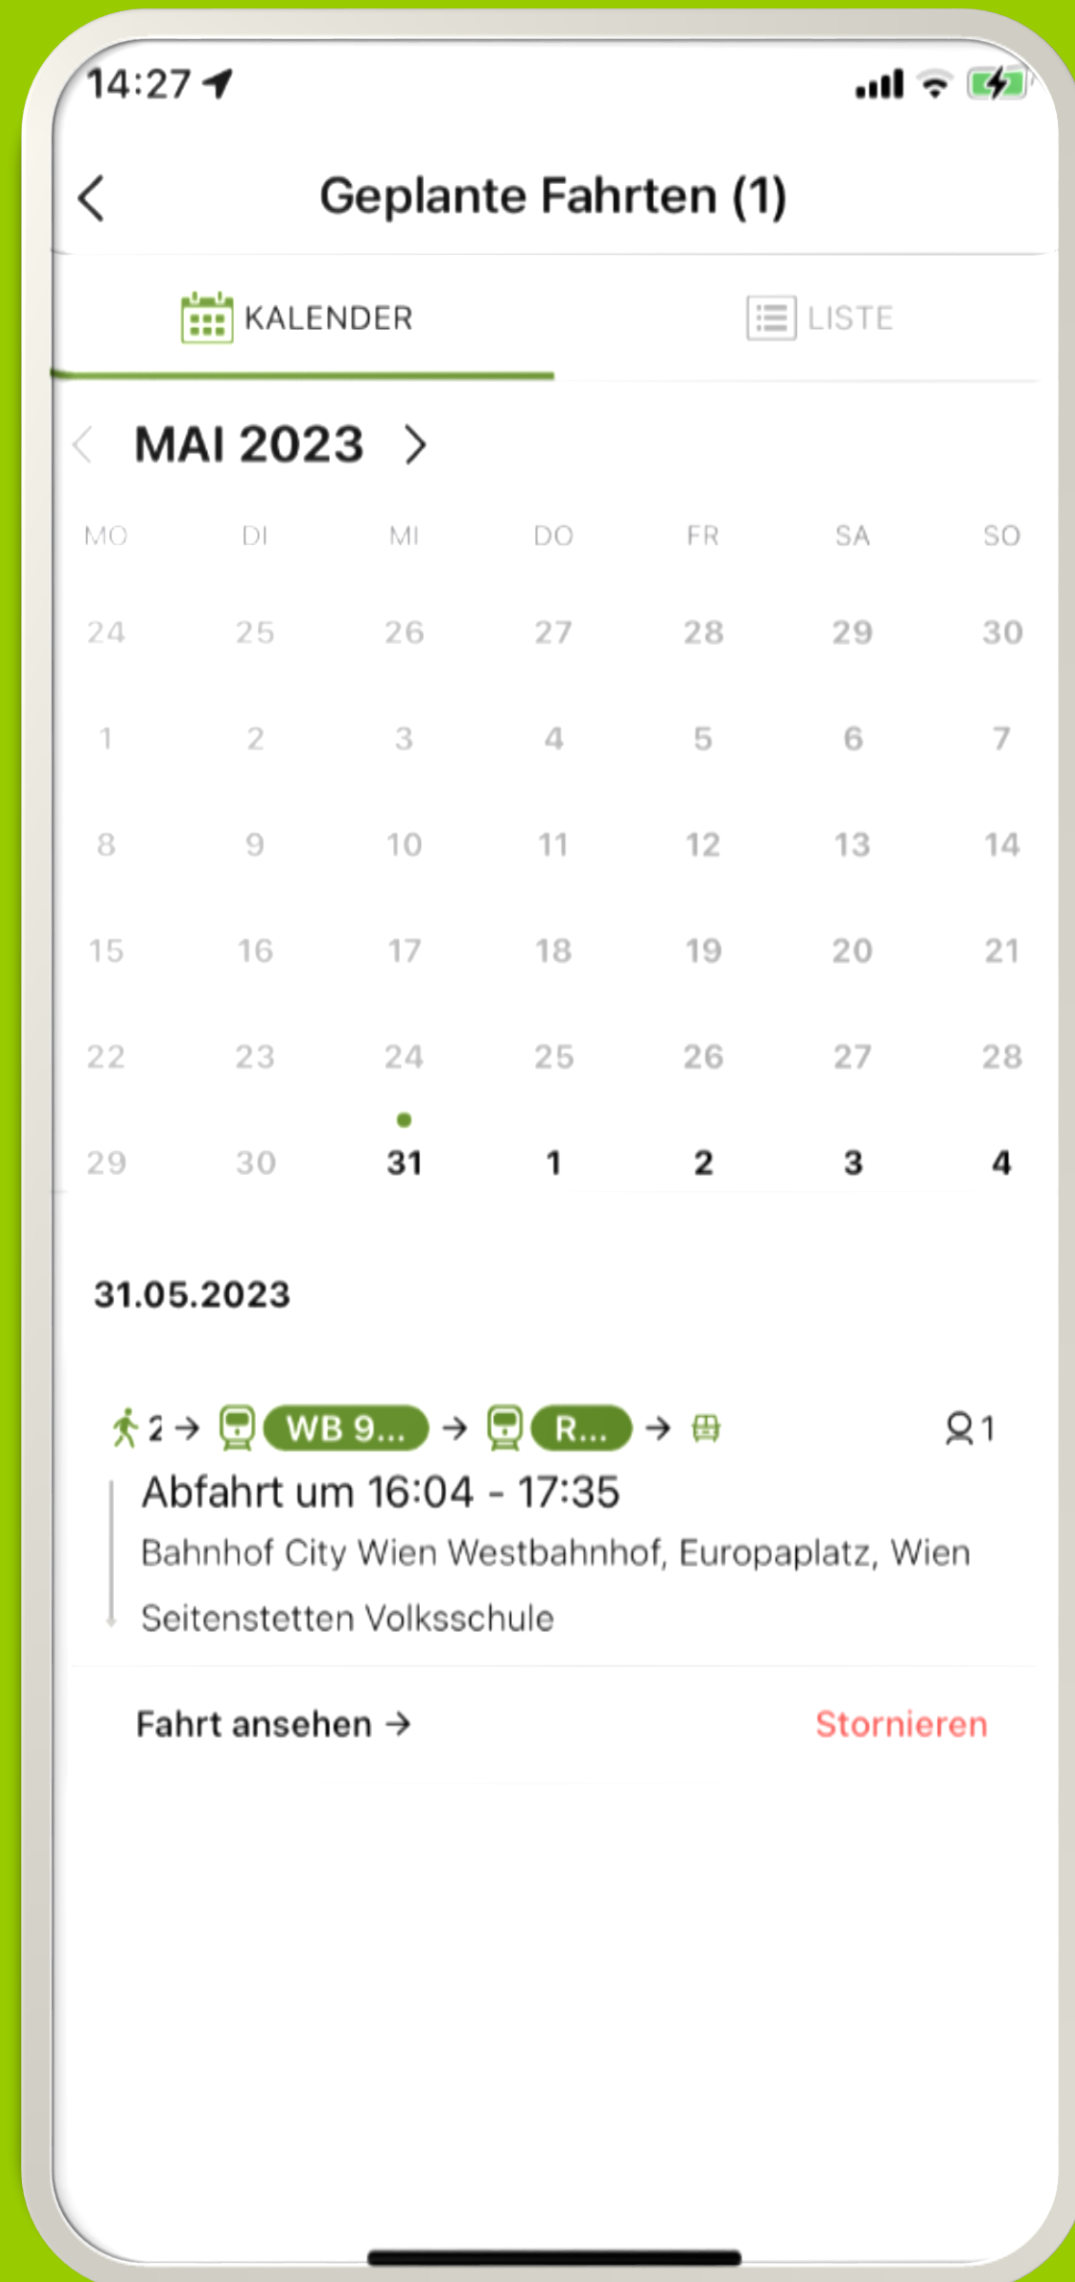 14:27
Geplante Fahrten (1)
KALENDER LISTE
MAI 2023
MO DI MI DO FR SA SO
24 25 26 27 28 29 30
1 2 3 4 5 6 7
8 9 10 11 12 13 14
15 16 17 18 19 20 21
22 23 24 25 26 27 28
29 30 31 1 2 3 4
31.05.2023
2 → WB 9... → R... → 1
Abfahrt um 16:04 - 17:35
Bahnhof City Wien Westbahnhof, Europaplatz, Wien
Seitenstetten Volksschule
Fahrt ansehen → Stornieren